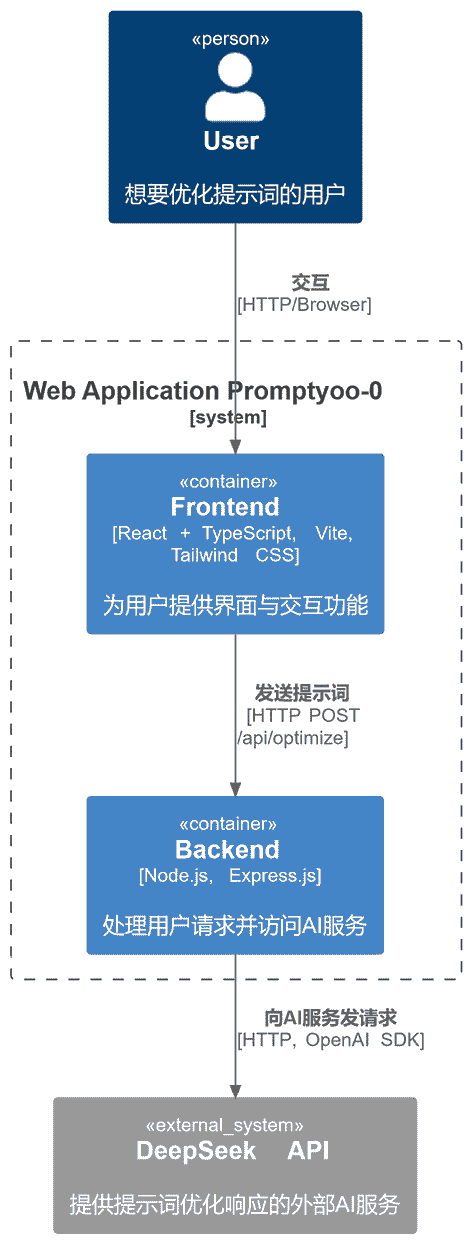 «person»
User
想要优化提示词的用户
交互
[HTTP/Browser]
Web Application Promptyoo-0
[system]
«container»
Frontend
[React + TypeScript, Vite,
Tailwind CSS]
为用户提供界面与交互功能
发送提示词
[HTTP POST
/api/optimize]
«container»
Backend
[Node.js, Express.js]
处理用户请求并访问AI服务
向AI服务发请求
[HTTP, OpenAI SDK]
«external_system»
DeepSeek API
提供提示词优化响应的外部AI服务